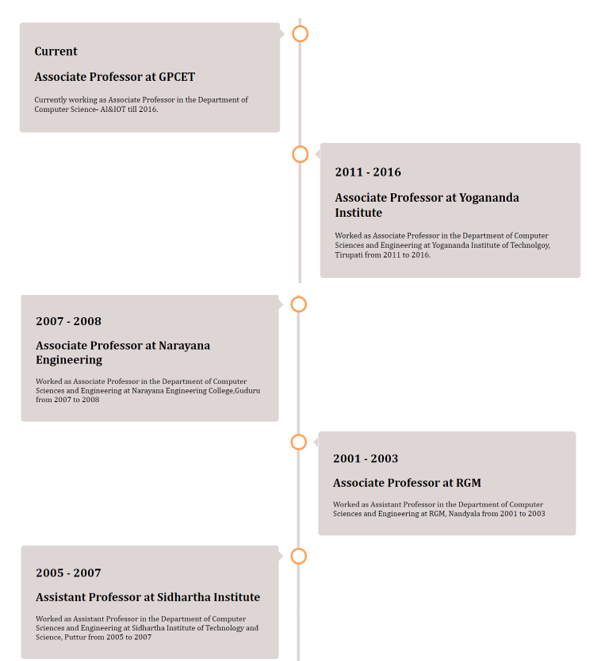 Current
Associate Professor at GPCET
Currently working as Associate Professor in the Department of
Computer Science- AI&IOT till 2016.
2011 - 2016
Associate Professor at Yogananda
Institute
Worked as Associate Professor in the Department of Computer
Sciences and Engineering at Yogananda Institute of Technolgoy,
Tirupati from 2011 to 2016.
2007 - 2008
Associate Professor at Narayana
Engineering
Worked as Associate Professor in the Department of Computer
Sciences and Engineering at Narayana Engineering College,Guduru
from 2007 to 2008
2001 - 2003
Associate Professor at RGM
Worked as Assistant Professor in the Department of Computer
Sciences and Engineering at RGM, Nandyala from 2001 to 2003
2005 - 2007
Assistant Professor at Sidhartha Institute
Worked as Assistant Professor in the Department of Computer
Sciences and Engineering at Sidhartha Institute of Technology and
Science, Puttur from 2005 to 2007